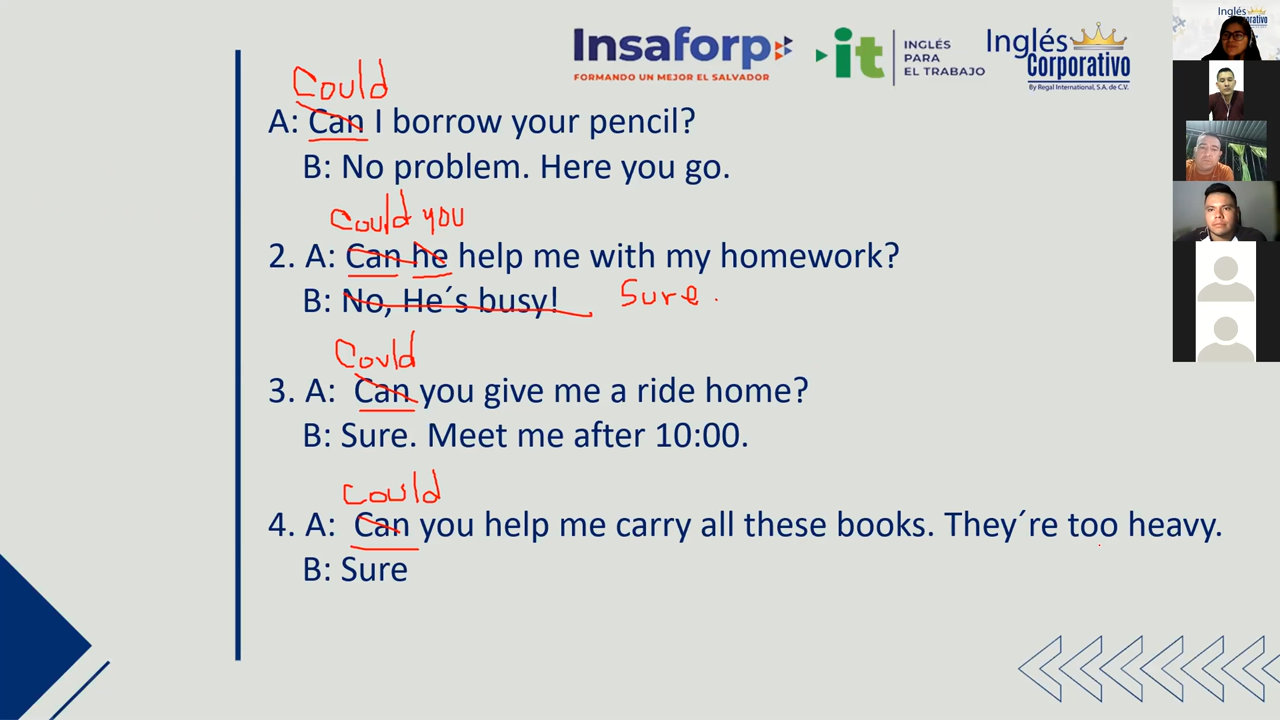 Insaforp
FORMANDO UN MEJOR EL SALVADOR
it
INGLÉS
PARA
EL TRABAJO
Inglés
Corporativo
By Regal International, S.A. de C.V.
Inglés
Corporativo
Could
A: Can I borrow your pencil?
B: No problem. Here you go.
Could you
2. A: Can he help me with my homework?
B: No, He´s busy! Sure.
Could
3. A: Can you give me a ride home?
B: Sure. Meet me after 10:00.
Could
4. A: Can you help me carry all these books. They´re too heavy.
B: Sure